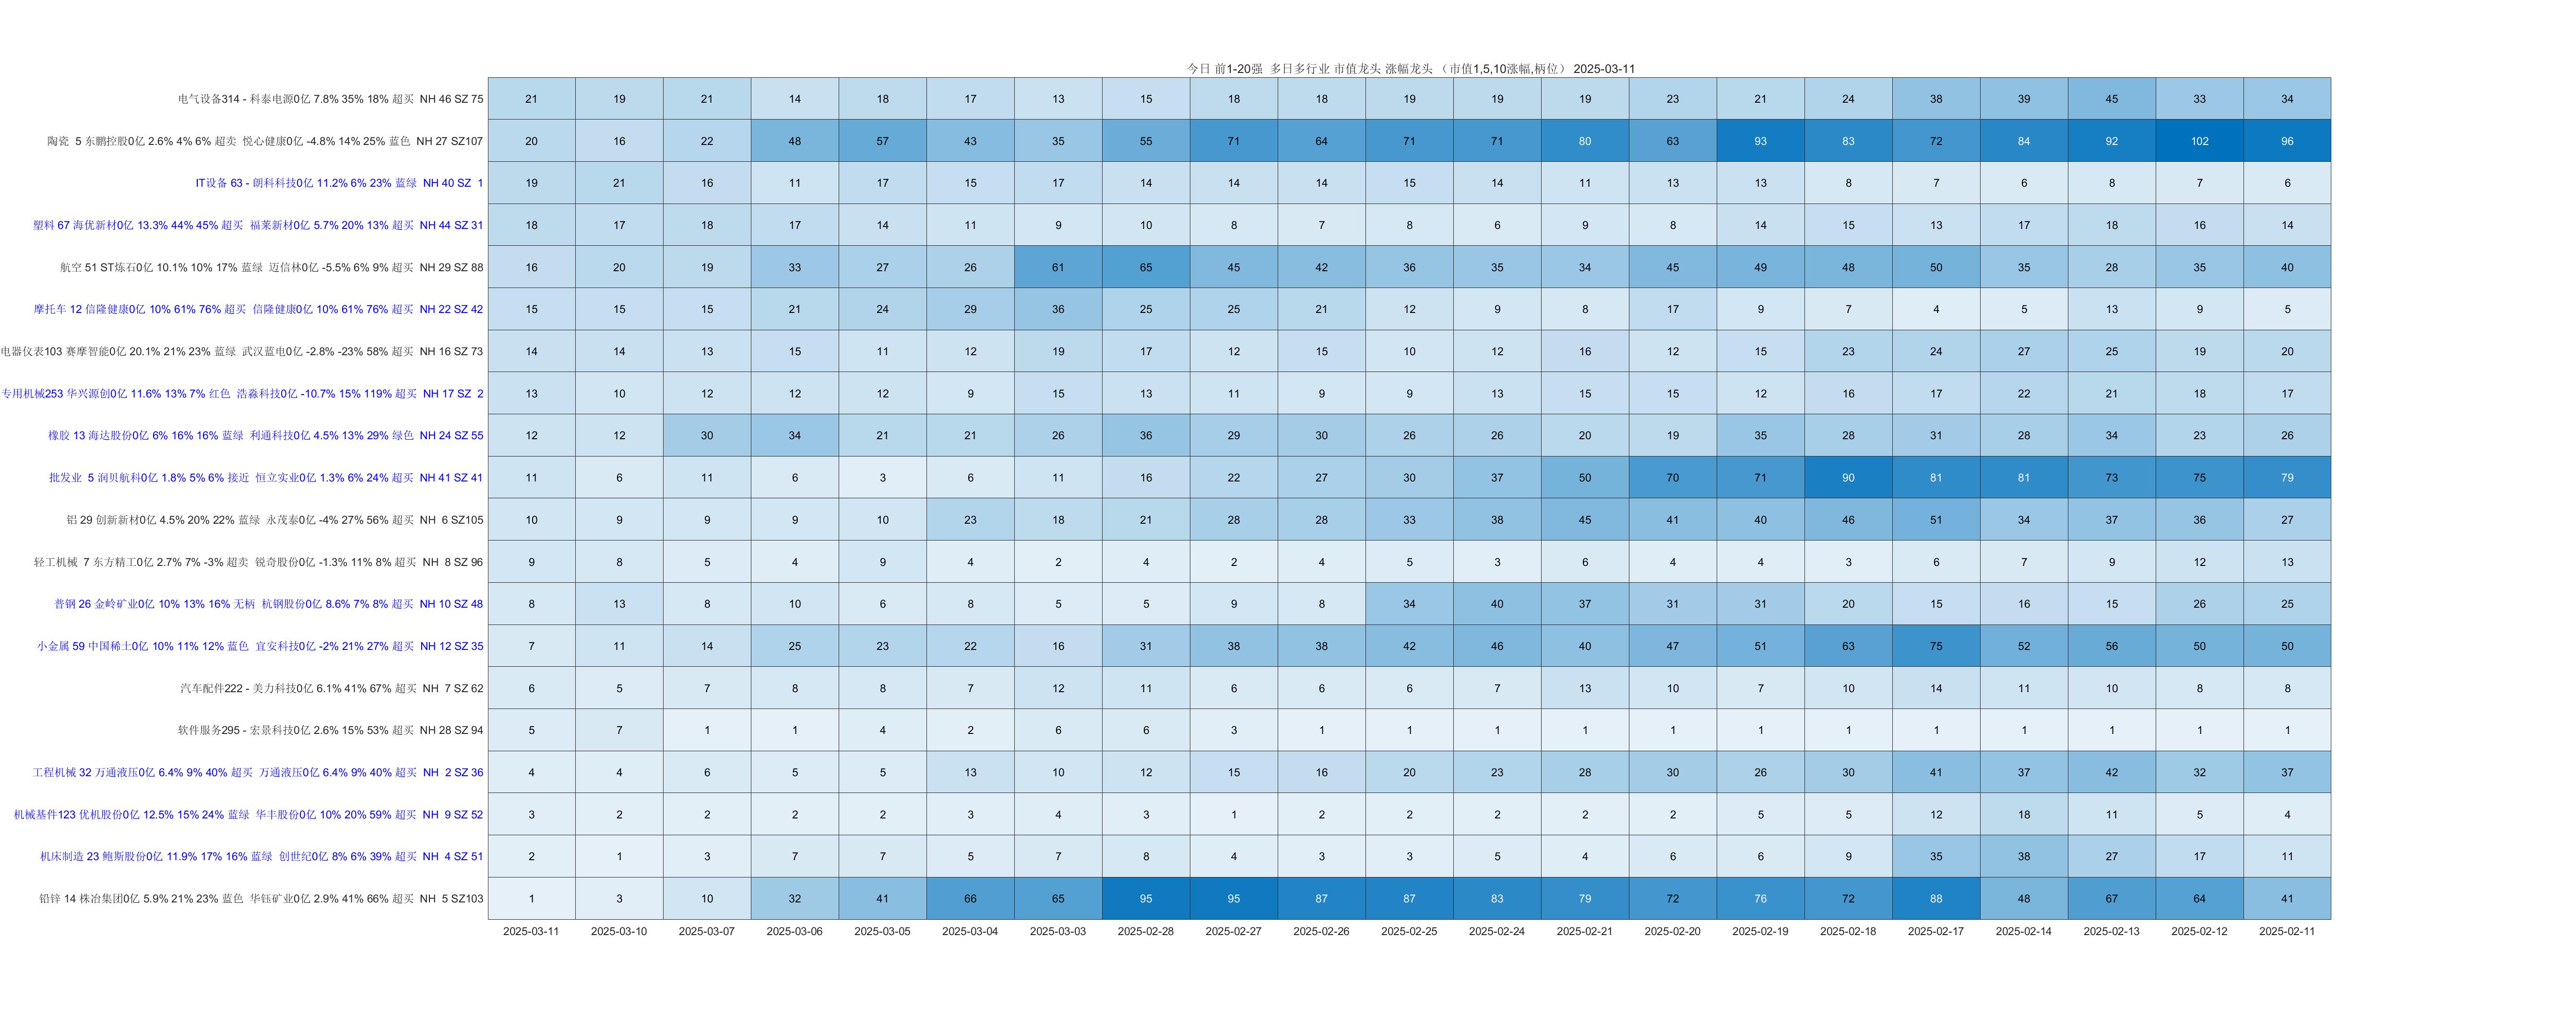 今日 前1-20强 多日多行业 市值龙头 涨幅龙头 （市值1,5,10涨幅,柄位） 2025-03-11
电气设备314 - 科泰电源0亿 7.8% 35% 18% 超买 NH 46 SZ 75 21 19 21 14 18 17 13 15 18 18 19 19 19 23 21 24 38 39 45 33 34
陶瓷 5 东鹏控股0亿 2.6% 4% 6% 超卖 悦心健康0亿 -4.8% 14% 25% 蓝色 NH 27 SZ107 20 16 22 48 57 43 35 55 71 64 71 71 80 63 93 83 72 84 92 102 96
IT设备 63 - 朗科科技0亿 11.2% 6% 23% 蓝绿 NH 40 SZ 1 19 21 16 11 17 15 17 14 14 14 15 14 11 13 13 8 7 6 8 7 6
塑料 67 海优新材0亿 13.3% 44% 45% 超买 福莱新材0亿 5.7% 20% 13% 超买 NH 44 SZ 31 18 17 18 17 14 11 9 10 8 7 8 6 9 8 14 15 13 17 18 16 14
航空 51 ST炼石0亿 10.1% 10% 17% 蓝绿 迈信林0亿 -5.5% 6% 9% 超买 NH 29 SZ 88 16 20 19 33 27 26 61 65 45 42 36 35 34 45 49 48 50 35 28 35 40
摩托车 12 信隆健康0亿 10% 61% 76% 超买 信隆健康0亿 10% 61% 76% 超买 NH 22 SZ 42 15 15 15 21 24 29 36 25 25 21 12 9 8 17 9 7 4 5 13 9 5
电器仪表103 赛摩智能0亿 20.1% 21% 23% 蓝绿 武汉蓝电0亿 -2.8% -23% 58% 超买 NH 16 SZ 73 14 14 13 15 11 12 19 17 12 15 10 12 16 12 15 23 24 27 25 19 20
专用机械253 华兴源创0亿 11.6% 13% 7% 红色 浩淼科技0亿 -10.7% 15% 119% 超买 NH 17 SZ 2 13 10 12 12 12 9 15 13 11 9 9 13 15 15 12 16 17 22 21 18 17
橡胶 13 海达股份0亿 6% 16% 16% 蓝绿 利通科技0亿 4.5% 13% 29% 绿色 NH 24 SZ 55 12 12 30 34 21 21 26 36 29 30 26 26 20 19 35 28 31 28 34 23 26
批发业 5 润贝航科0亿 1.8% 5% 6% 接近 恒立实业0亿 1.3% 6% 24% 超买 NH 41 SZ 41 11 6 11 6 3 6 11 16 22 27 30 37 50 70 71 90 81 81 73 75 79
铝 29 创新新材0亿 4.5% 20% 22% 蓝绿 永茂泰0亿 -4% 27% 56% 超买 NH 6 SZ105 10 9 9 9 10 23 18 21 28 28 33 38 45 41 40 46 51 34 37 36 27
轻工机械 7 东方精工0亿 2.7% 7% -3% 超卖 锐奇股份0亿 -1.3% 11% 8% 超买 NH 8 SZ 96 9 8 5 4 9 4 2 4 2 4 5 3 6 4 4 3 6 7 9 12 13
普钢 26 金岭矿业0亿 10% 13% 16% 无柄 杭钢股份0亿 8.6% 7% 8% 超买 NH 10 SZ 48 8 13 8 10 6 8 5 5 9 8 34 40 37 31 31 20 15 16 15 26 25
小金属 59 中国稀土0亿 10% 11% 12% 蓝色 宜安科技0亿 -2% 21% 27% 超买 NH 12 SZ 35 7 11 14 25 23 22 16 31 38 38 42 46 40 47 51 63 75 52 56 50 50
汽车配件222 - 美力科技0亿 6.1% 41% 67% 超买 NH 7 SZ 62 6 5 7 8 8 7 12 11 6 6 6 7 13 10 7 10 14 11 10 8 8
软件服务295 - 宏景科技0亿 2.6% 15% 53% 超买 NH 28 SZ 94 5 7 1 1 4 2 6 6 3 1 1 1 1 1 1 1 1 1 1 1 1
工程机械 32 万通液压0亿 6.4% 9% 40% 超买 万通液压0亿 6.4% 9% 40% 超买 NH 2 SZ 36 4 4 6 5 5 13 10 12 15 16 20 23 28 30 26 30 41 37 42 32 37
机械基件123 优机股份0亿 12.5% 15% 24% 蓝绿 华丰股份0亿 10% 20% 59% 超买 NH 9 SZ 52 3 2 2 2 2 3 4 3 1 2 2 2 2 2 5 5 12 18 11 5 4
机床制造 23 鲍斯股份0亿 11.9% 17% 16% 蓝绿 创世纪0亿 8% 6% 39% 超买 NH 4 SZ 51 2 1 3 7 7 5 7 8 4 3 3 5 4 6 6 9 35 38 27 17 11
铅锌 14 株冶集团0亿 5.9% 21% 23% 蓝色 华钰矿业0亿 2.9% 41% 66% 超买 NH 5 SZ103 1 3 10 32 41 66 65 95 95 87 87 83 79 72 76 72 88 48 67 64 41
2025-03-11 2025-03-10 2025-03-07 2025-03-06 2025-03-05 2025-03-04 2025-03-03 2025-02-28 2025-02-27 2025-02-26 2025-02-25 2025-02-24 2025-02-21 2025-02-20 2025-02-19 2025-02-18 2025-02-17 2025-02-14 2025-02-13 2025-02-12 2025-02-11